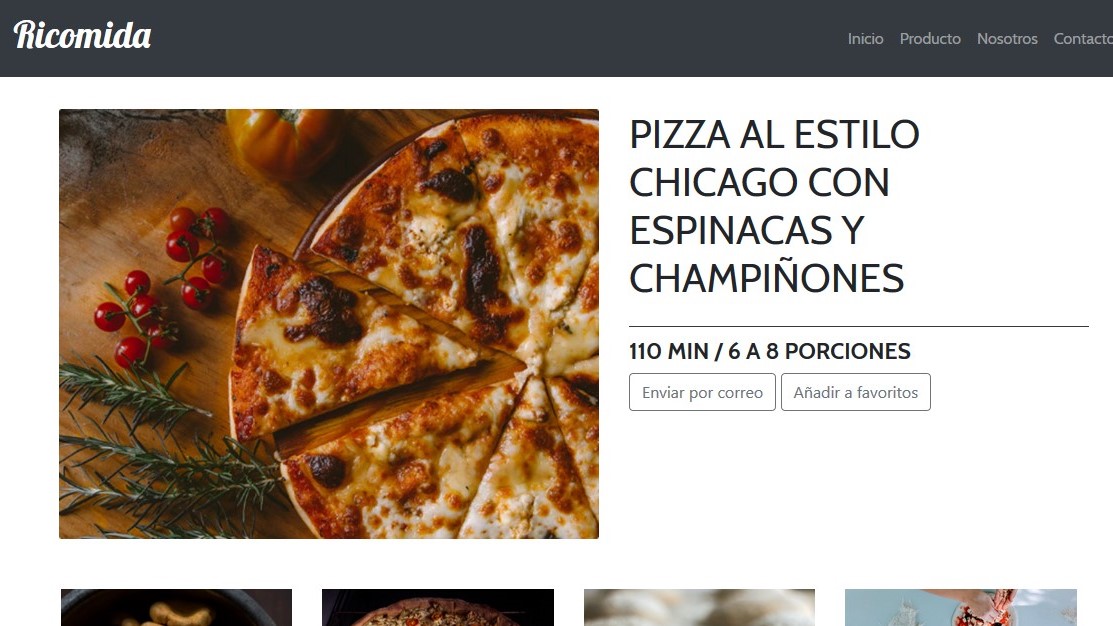 Ricomida
Inicio Producto Nosotros Contacto
PIZZA AL ESTILO
CHICAGO CON
ESPINACAS Y
CHAMPIÑONES
110 MIN / 6 A 8 PORCIONES
Enviar por correo Añadir a favoritos